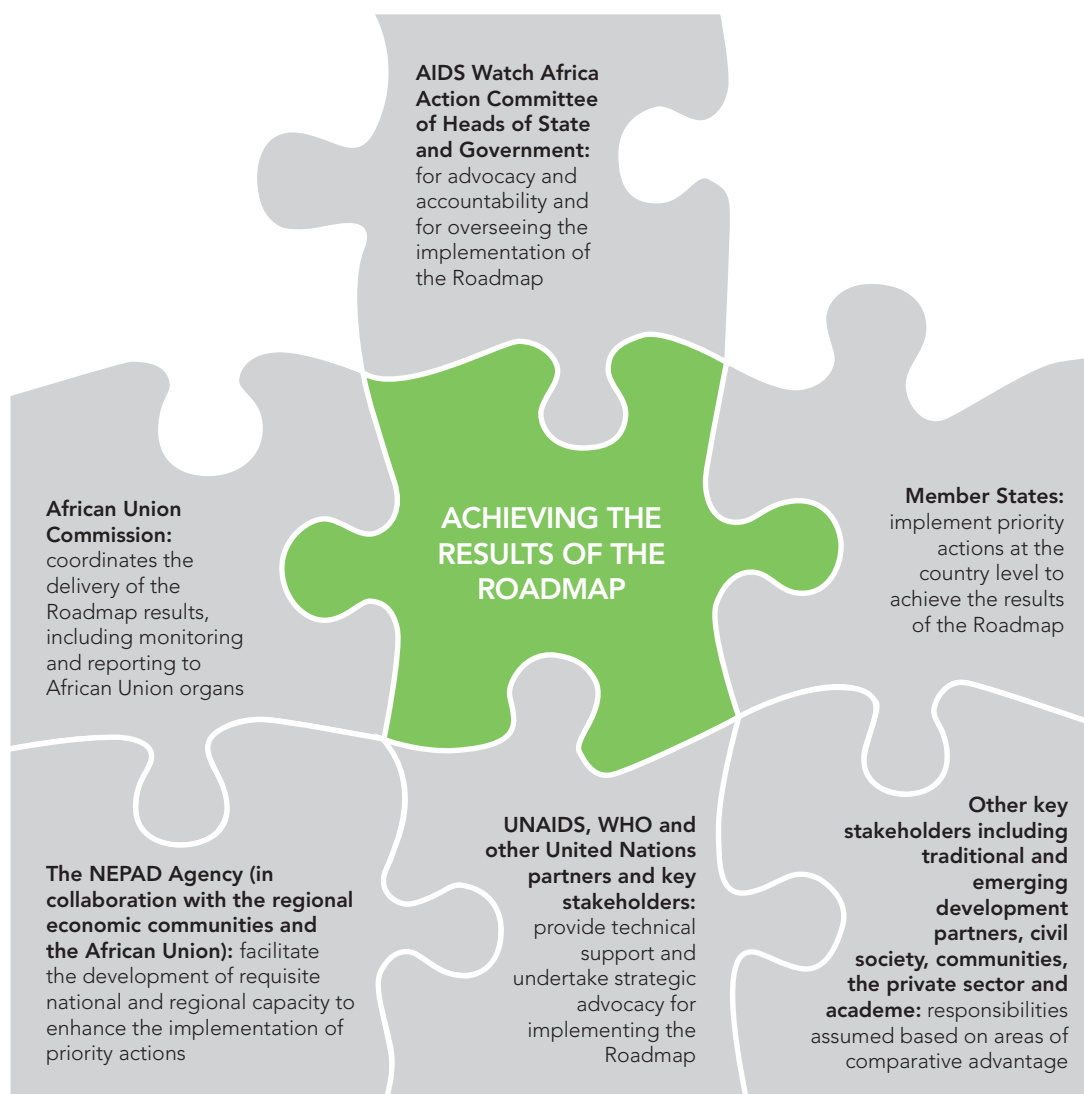 AIDS Watch Africa
Action Committee
of Heads of State
and Government:
for advocacy and
accountability and
for overseeing the
implementation of
the Roadmap
African Union
Commission:
coordinates the
delivery of the
Roadmap results,
including monitoring
and reporting to
African Union organs
ACHIEVING THE
RESULTS OF THE
ROADMAP
Member States:
implement priority
actions at the
country level to
achieve the results
of the Roadmap
The NEPAD Agency (in
collaboration with the regional
economic communities and
the African Union): facilitate
the development of requisite
national and regional capacity to
enhance the implementation of
priority actions
UNAIDS, WHO and
other United Nations
partners and key
stakeholders:
provide technical
support and
undertake strategic
advocacy for
implementing the
Roadmap
Other key
stakeholders including
traditional and
emerging
development
partners, civil
society, communities,
the private sector and
academe: responsibilities
assumed based on areas of
comparative advantage